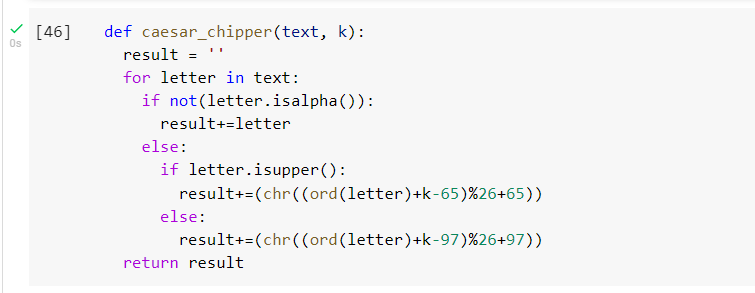 [46] def caesar_chipper(text, k):
0s
result = ''
for letter in text:
if not(letter.isalpha()):
result+=letter
else:
if letter.isupper():
result+=(chr((ord(letter)+k-65)%26+65))
else:
result+=(chr((ord(letter)+k-97)%26+97))
return result